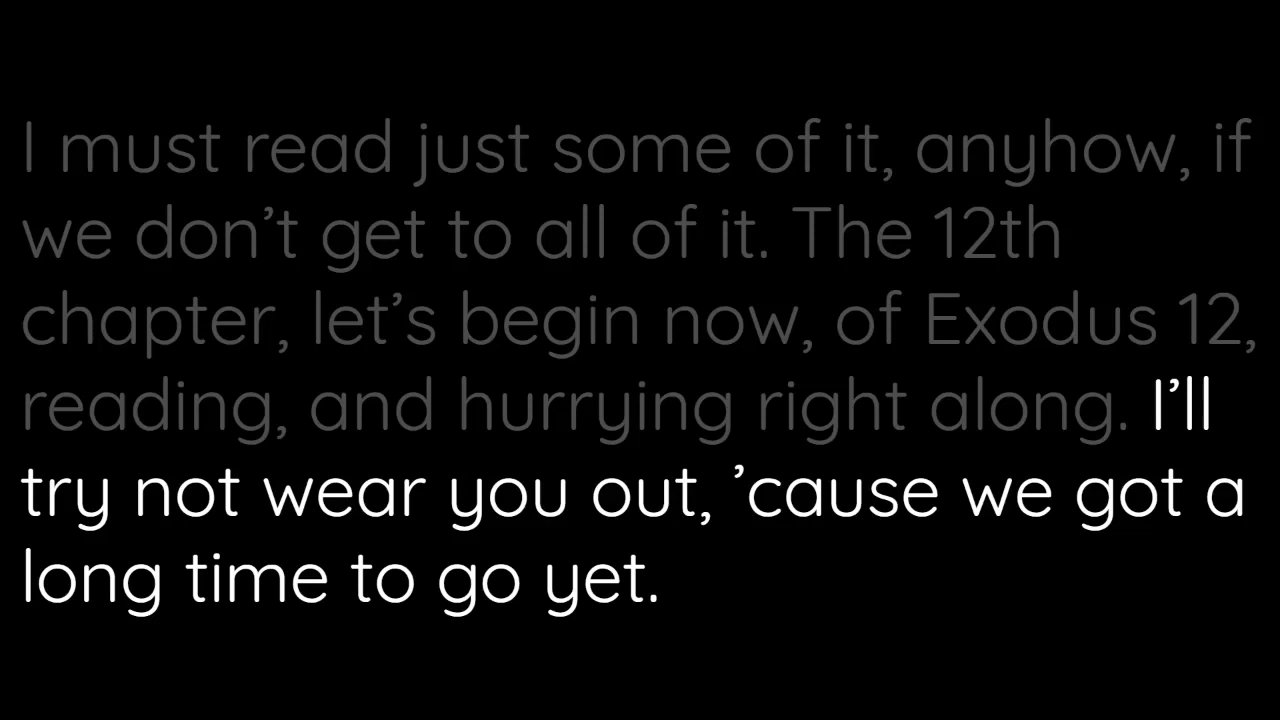 I must read just some of it, anyhow, if
we don’t get to all of it. The 12th
chapter, let’s begin now, of Exodus 12,
reading, and hurrying right along. I’ll
try not wear you out, ’cause we got a
long time to go yet.